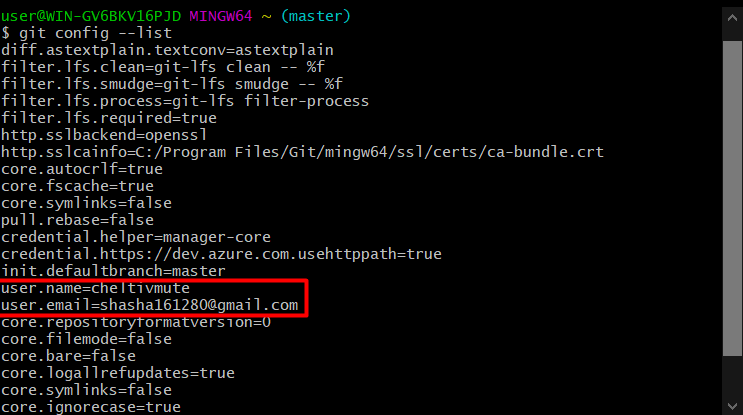 user@WIN-GV6BKV16PJD MINGW64 ~ (master)
$ git config --list
diff.astextplain.textconv=astextplain
filter.lfs.clean=git-lfs clean -- %f
filter.lfs.smudge=git-lfs smudge -- %f
filter.lfs.process=git-lfs filter-process
filter.lfs.required=true
http.sslbackend=openssl
http.sslcainfo=C:/Program Files/Git/mingw64/ssl/certs/ca-bundle.crt
core.autocrlf=true
core.fscache=true
core.symlinks=false
pull.rebase=false
credential.helper=manager-core
credential.https://dev.azure.com.usehttppath=true
init.defaultbranch=master
user.name=cheltivmute
user.email=shasha161280@gmail.com
core.repositoryformatversion=0
core.filemode=false
core.bare=false
core.logallrefupdates=true
core.symlinks=false
core.ignorecase=true